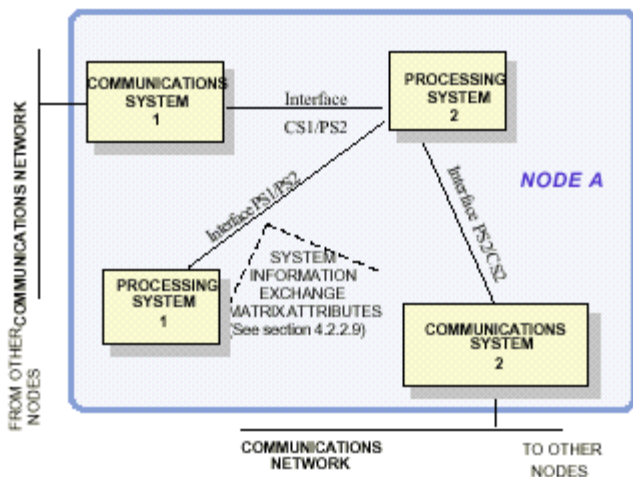 COMMUNICATIONS
SYSTEM
1
PROCESSING
SYSTEM
2
Interface
CS1/PS2
NODE A
Interface PS1/PS2
Interface PS2/CS2
SYSTEM
INFORMATION
EXCHANGE
MATRIX ATTRIBUTES
(See section 4.2.2.9)
PROCESSING
SYSTEM
1
COMMUNICATIONS
SYSTEM
2
COMMUNICATIONS NETWORK
FROM OTHER
NODES
COMMUNICATIONS
NETWORK
TO OTHER
NODES